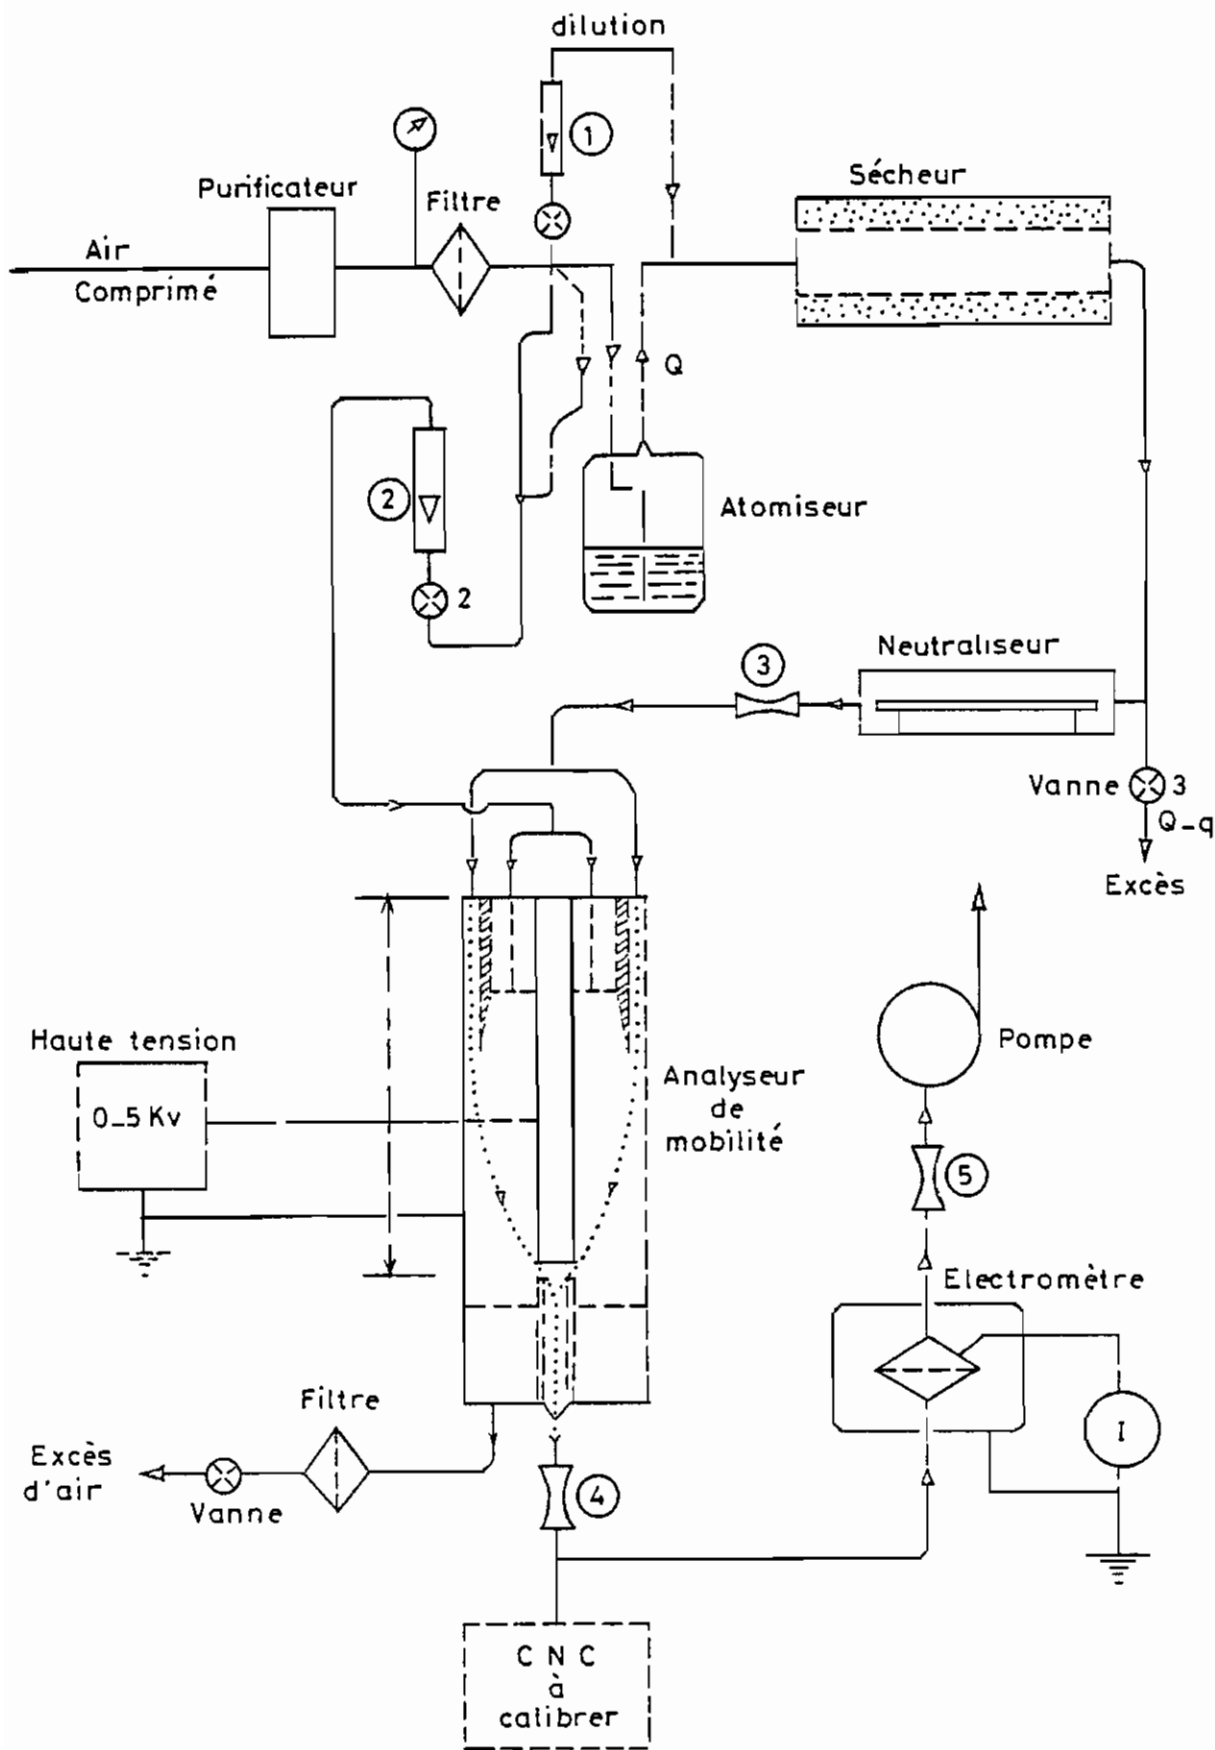 dilution
1
Purificateur
Filtre
Sécheur
Air
Comprimé
Q
2
Atomiseur
2
Neutraliseur
3
Vanne 3
Q-q
Excès
Haute tension
0-5 Kv
Analyseur
de
mobilité
Pompe
5
Electromètre
Filtre
I
Excès
d'air
Vanne
4
C N C
à
calibrer